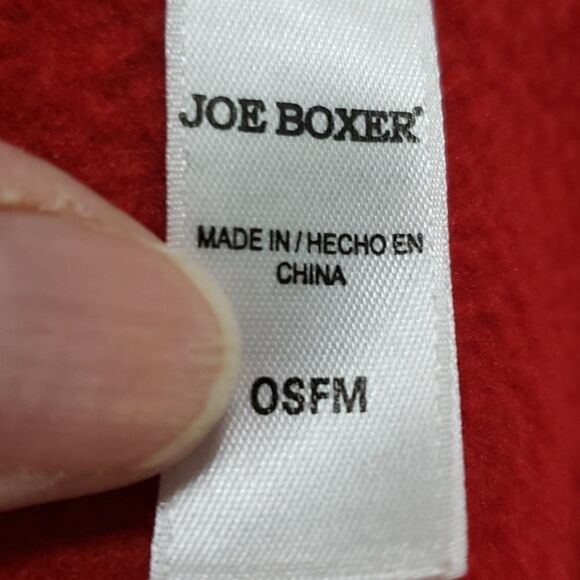 JOE BOXER®
MADE IN / HECHO EN
CHINA
OSFM